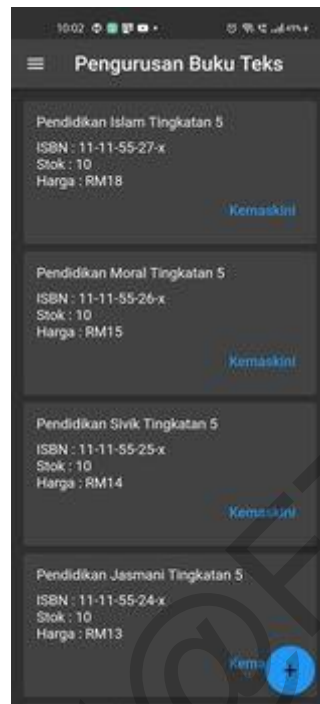 10:02
Pengurusan Buku Teks
Pendidikan Islam Tingkatan 5
ISBN : 11-11-55-27-x
Stok : 10
Harga : RM18
Kemaskini
Pendidikan Moral Tingkatan 5
ISBN : 11-11-55-26-x
Stok : 10
Harga : RM15
Kemaskini
Pendidikan Sivik Tingkatan 5
ISBN : 11-11-55-25-x
Stok : 10
Harga : RM14
Kemaskini
Pendidikan Jasmani Tingkatan 5
ISBN : 11-11-55-24-x
Stok : 10
Harga : RM13
Kema
+